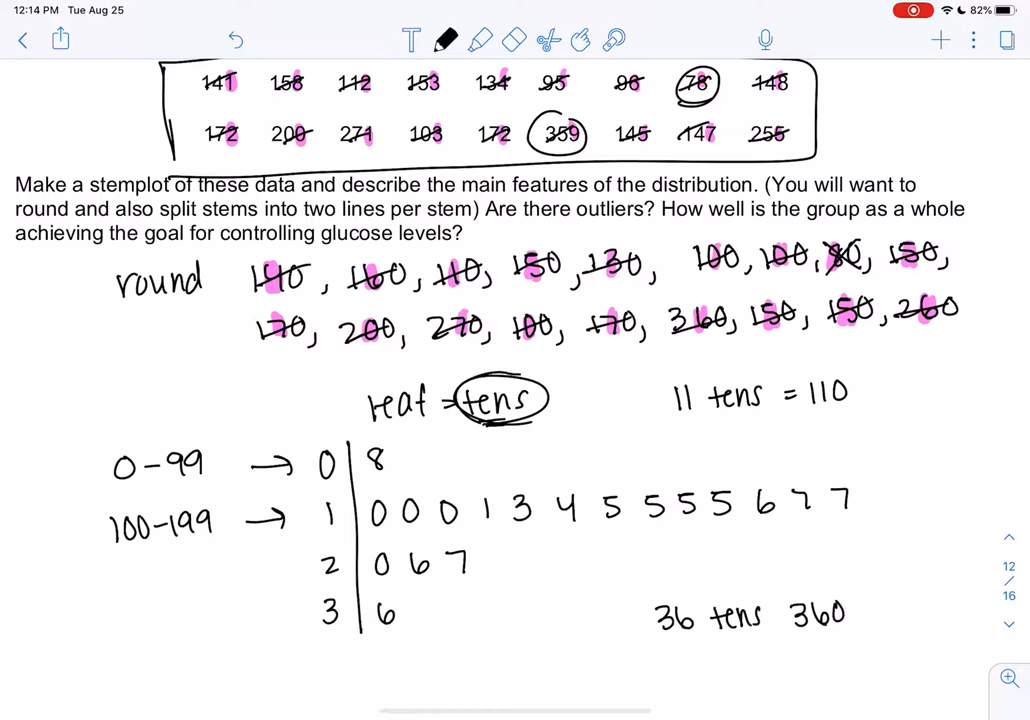 12:14 PM Tue Aug 25 82%
T
141 158 112 153 134 95 96 78 148
172 200 271 103 172 359 145 147 255
Make a stemplot of these data and describe the main features of the distribution. (You will want to
round and also split stems into two lines per stem) Are there outliers? How well is the group as a whole
achieving the goal for controlling glucose levels?
round 140, 160, 110, 150, 130, 100, 100, 80, 150,
170, 200, 270, 100, 170, 360, 150, 150, 260
leaf = tens 11 tens = 110
0-99 → 0 | 8
100-199 → 1 | 0 0 0 1 3 4 5 5 5 5 6 7 7
2 | 0 6 7
3 | 6 36 tens 360
12
/
16